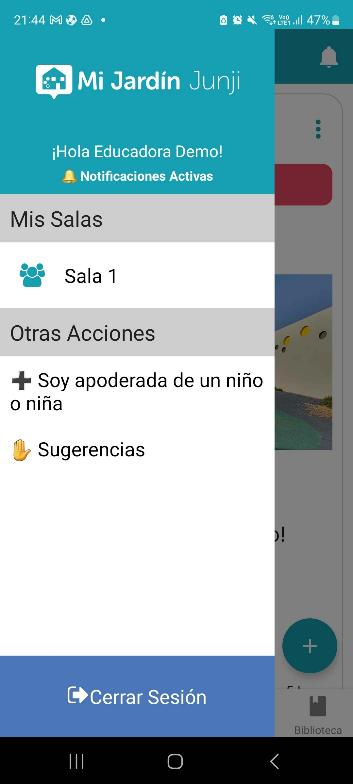 21:44
47%
Mi Jardín Junji
¡Hola Educadora Demo!
Notificaciones Activas
Mis Salas
Sala 1
Otras Acciones
Soy apoderada de un niño
o niña
o!
Sugerencias
Cerrar Sesión
Biblioteca